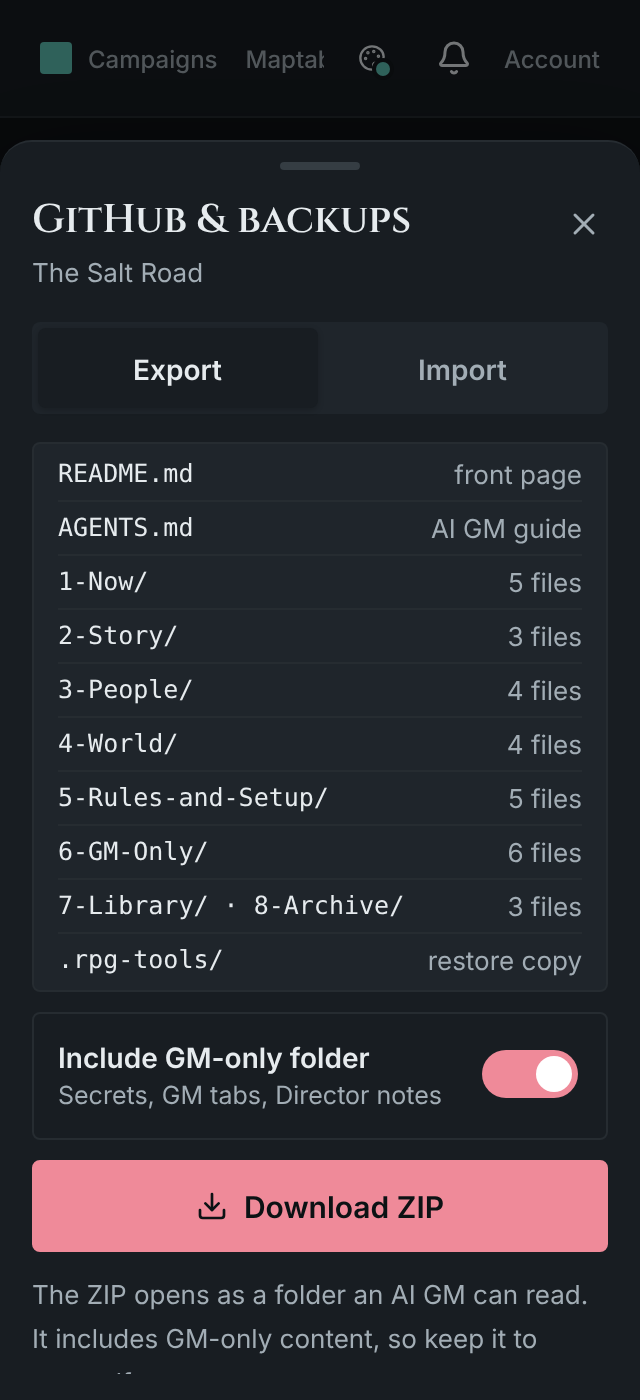 Campaigns Maptab Account
GitHub & backups
The Salt Road
Export Import
README.md front page
AGENTS.md AI GM guide
1-Now/ 5 files
2-Story/ 3 files
3-People/ 4 files
4-World/ 4 files
5-Rules-and-Setup/ 5 files
6-GM-Only/ 6 files
7-Library/ · 8-Archive/ 3 files
.rpg-tools/ restore copy
Include GM-only folder
Secrets, GM tabs, Director notes
Download ZIP
The ZIP opens as a folder an AI GM can read.
It includes GM-only content, so keep it to